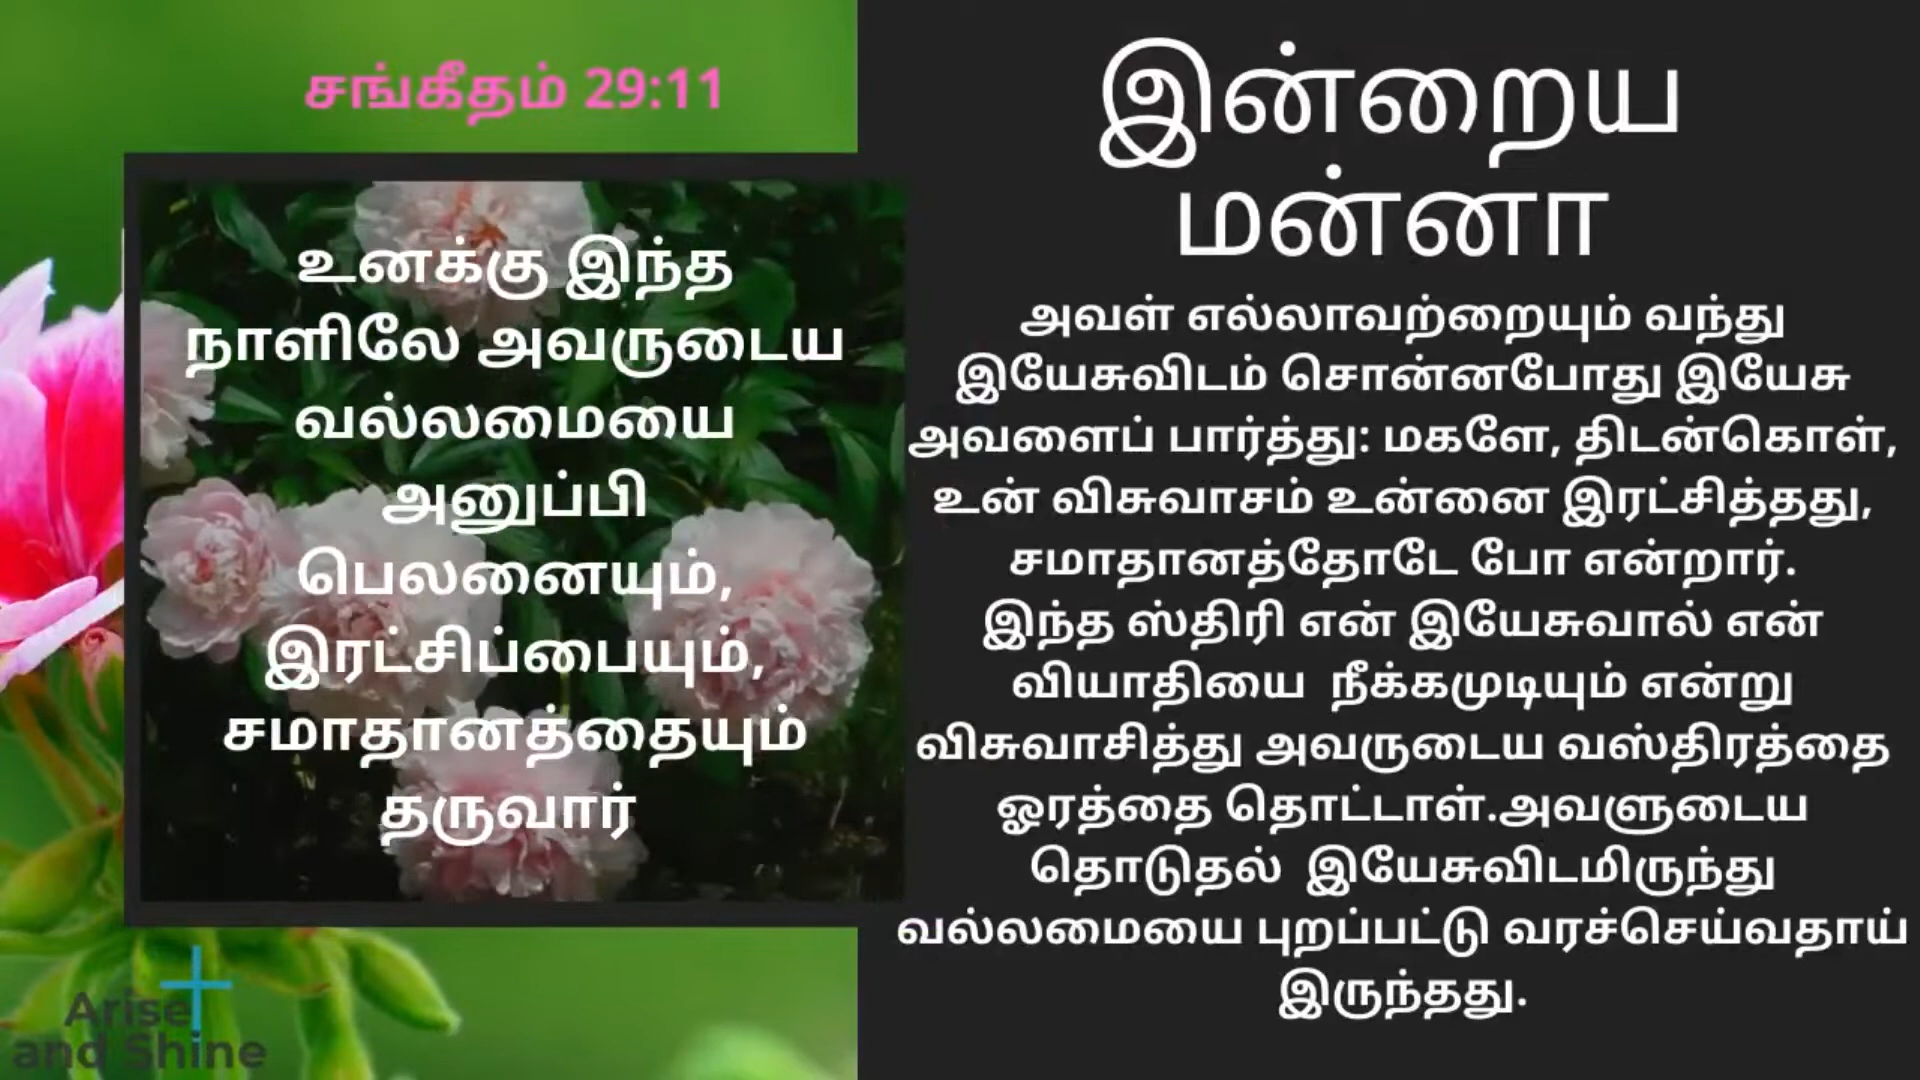 சங்கீதம் 29:11
உனக்கு இந்த
நாளிலே அவருடைய
வல்லமையை
அனுப்பி
பெலனையும்,
இரட்சிப்பையும்,
சமாதானத்தையும்
தருவார்
Arise
and Shine
இன்றைய
மன்னா
அவள் எல்லாவற்றையும் வந்து
இயேசுவிடம் சொன்னபோது இயேசு
அவளைப் பார்த்து: மகளே, திடன்கொள்,
உன் விசுவாசம் உன்னை இரட்சித்தது,
சமாதானத்தோடே போ என்றார்.
இந்த ஸ்திரி என் இயேசுவால் என்
வியாதியை நீக்கமுடியும் என்று
விசுவாசித்து அவருடைய வஸ்திரத்தை
ஓரத்தை தொட்டாள்.அவளுடைய
தொடுதல் இயேசுவிடமிருந்து
வல்லமையை புறப்பட்டு வரச்செய்வதாய்
இருந்தது.